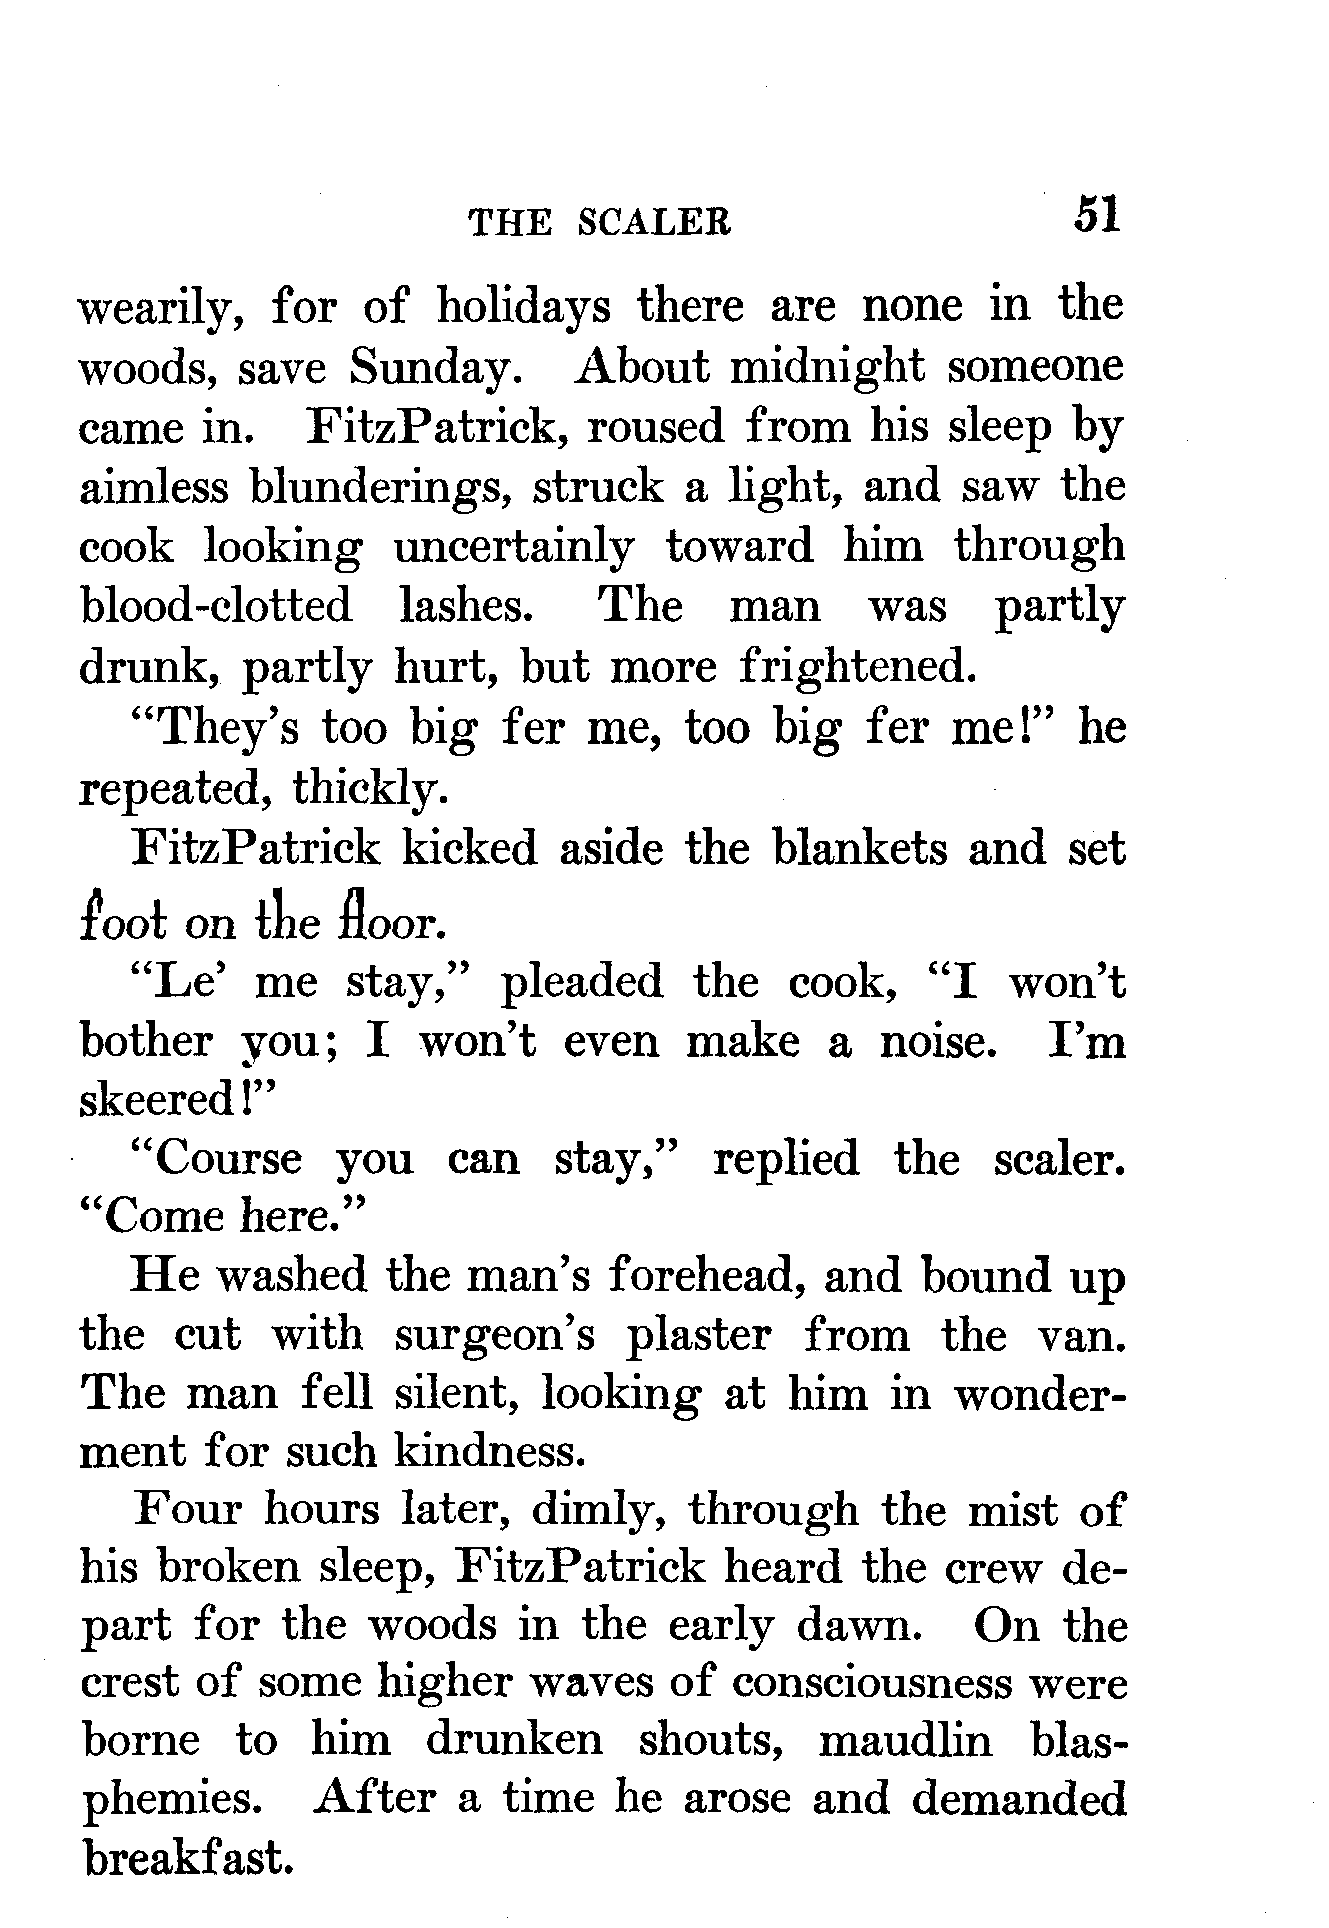 THE SCALER 51
wearily, for of holidays there are none in the
woods, save Sunday. About midnight someone
came in. FitzPatrick, roused from his sleep by
aimless blunderings, struck a light, and saw the
cook looking uncertainly toward him through
blood-clotted lashes. The man was partly
drunk, partly hurt, but more frightened.
“They’s too big fer me, too big fer me!” he
repeated, thickly.
FitzPatrick kicked aside the blankets and set
foot on the floor.
“Le’ me stay,” pleaded the cook, “I won’t
bother you; I won’t even make a noise. I’m
skeered!”
“Course you can stay,” replied the scaler.
“Come here.”
He washed the man’s forehead, and bound up
the cut with surgeon’s plaster from the van.
The man fell silent, looking at him in wonder-
ment for such kindness.
Four hours later, dimly, through the mist of
his broken sleep, FitzPatrick heard the crew de-
part for the woods in the early dawn. On the
crest of some higher waves of consciousness were
borne to him drunken shouts, maudlin blas-
phemies. After a time he arose and demanded
breakfast.